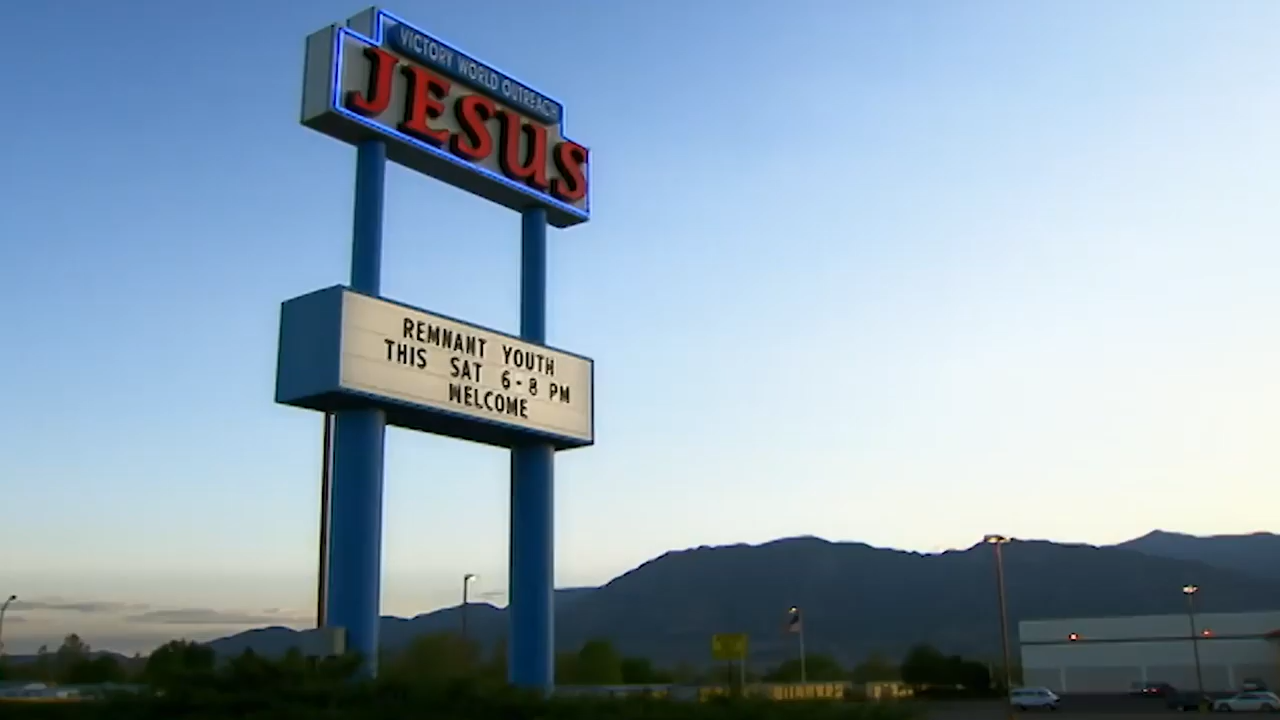 VICTORY WORLD OUTREACH
JESUS
REMNANT YOUTH
THIS SAT 6-8 PM
WELCOME